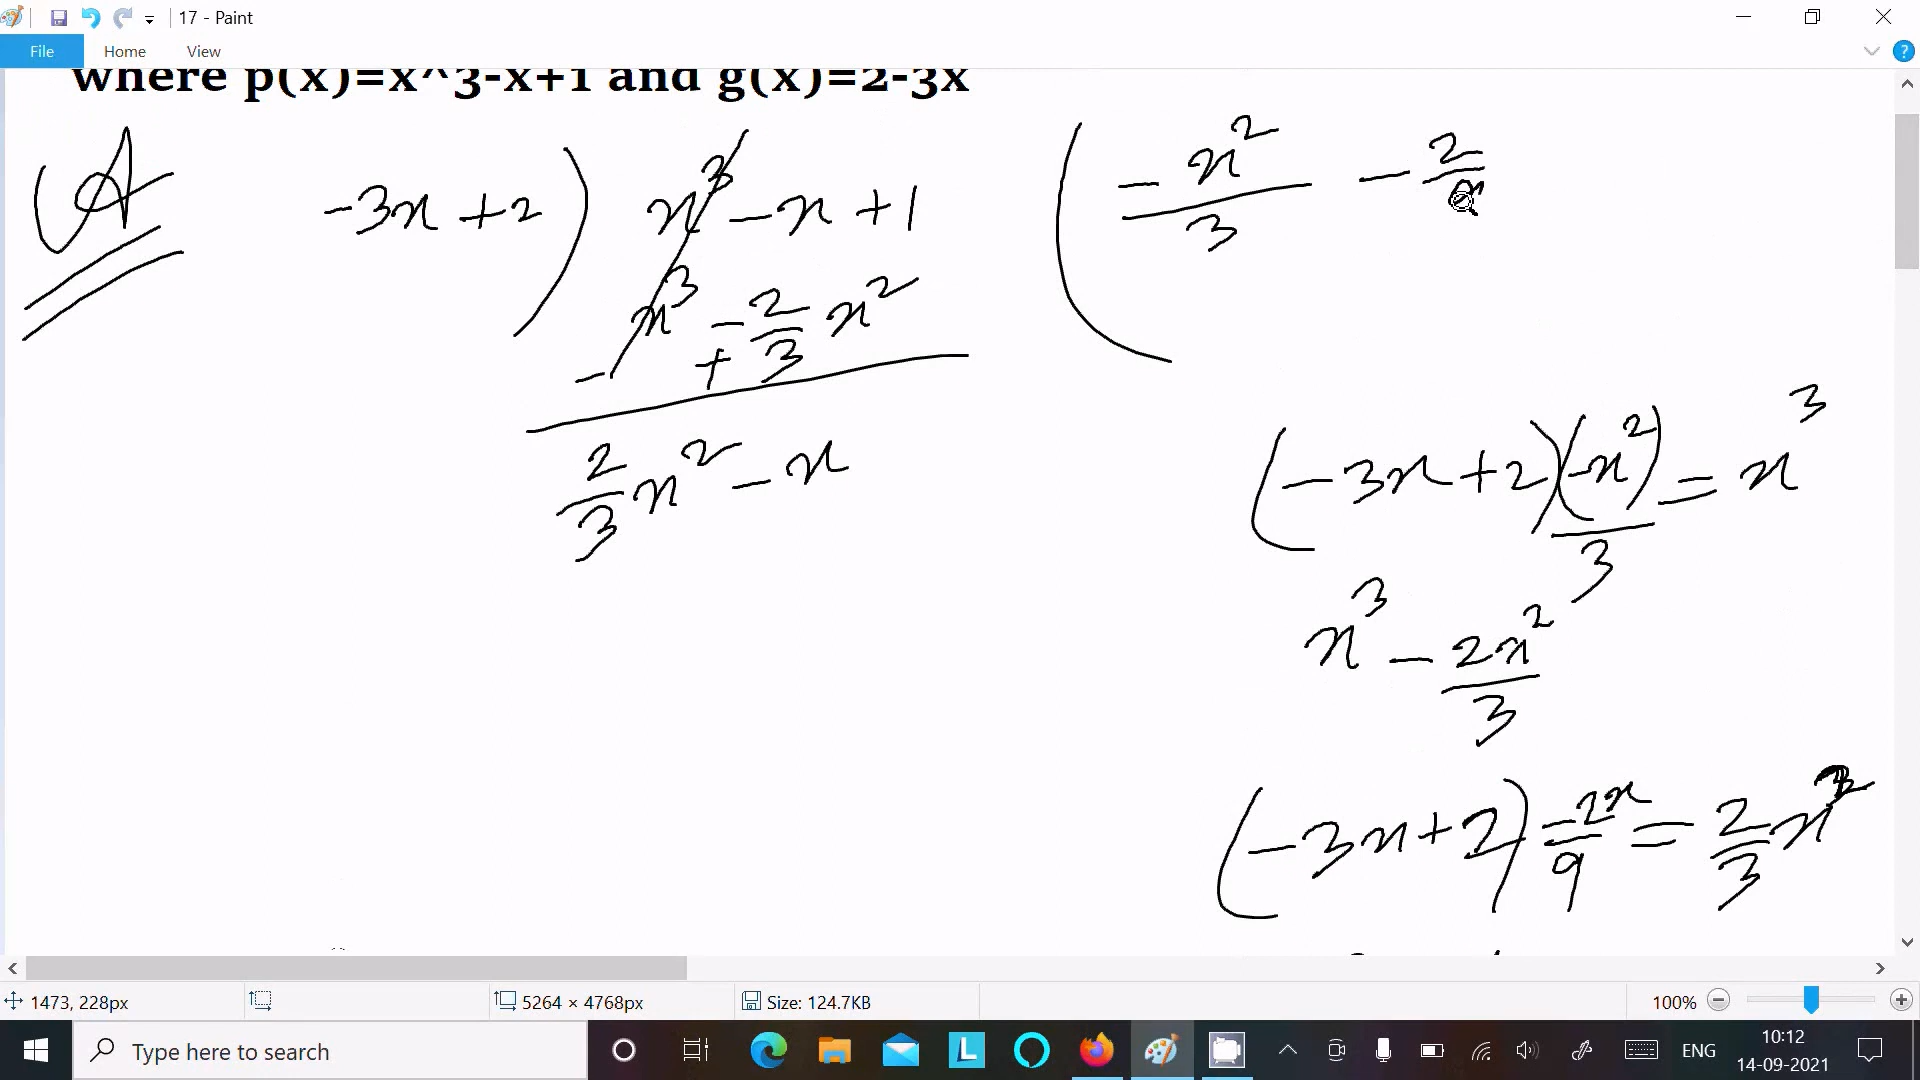 17 - Paint
File Home View
where p(x)=x^3-x+1 and g(x)=2-3x
A
-3x+2) x³-x+1 ( -x²/3 - 2/9
x³ - 2/3 x²
- +
2/3 x² - x
(-3x+2)(-x²)/3 = x³
x³ - 2x²/3
(-3x+2) -2x/9 = 2/3 x²
1473, 228px 5264 × 4768px Size: 124.7KB 100%
Type here to search L ENG 10:12
14-09-2021